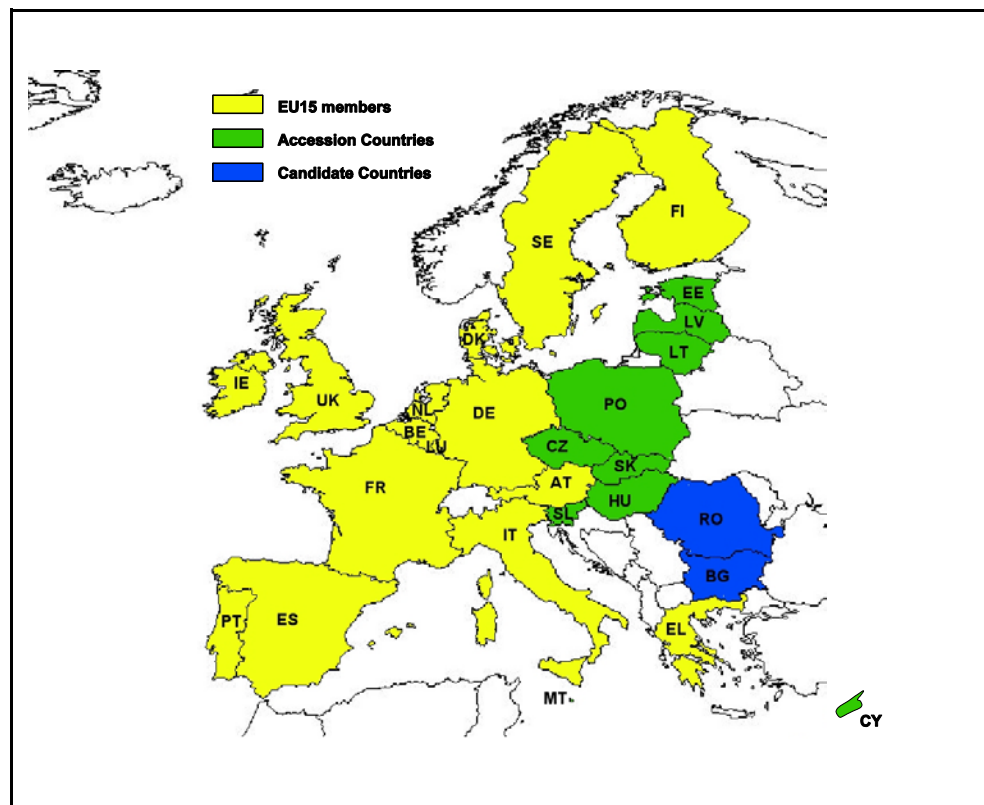 EU15 members
Accession Countries
Candidate Countries
FI
SE
EE
LV
LT
DK
IE
UK
NL
DE
PO
BE
LU
CZ
SK
FR
AT
HU
SL
RO
IT
BG
PT
ES
EL
MT
CY